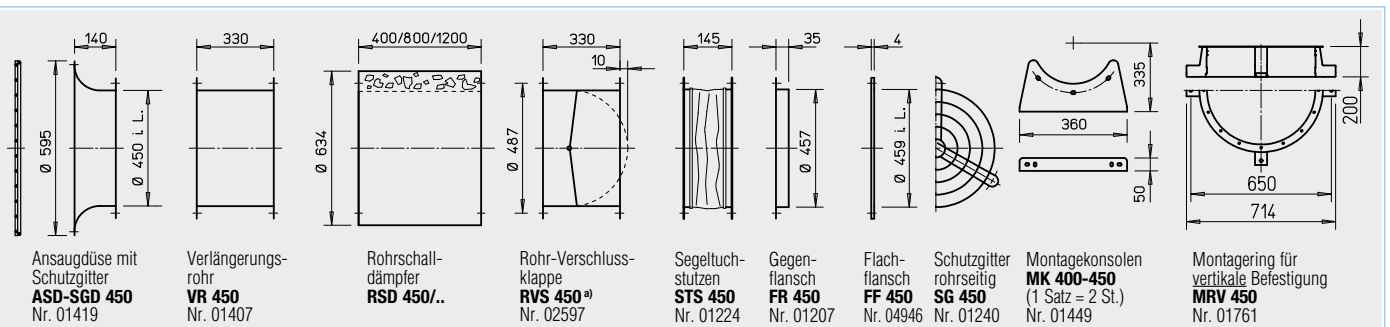 140
Ø 595
Ø 450 i. L.
Ansaugdüse mit
Schutzgitter
ASD-SGD 450
Nr. 01419
330
Verlängerungs-
rohr
VR 450
Nr. 01407
400/800/1200
Ø 634
Rohrschall-
dämpfer
RSD 450/..
330
10
Ø 487
Rohr-Verschluss-
klappe
RVS 450 a)
Nr. 02597
145
Segeltuch-
stutzen
STS 450
Nr. 01224
35
Ø 457
Gegen-
flansch
FR 450
Nr. 01207
4
Ø 459 i. L.
Flach-
flansch
FF 450
Nr. 04946
Schutzgitter
rohrseitig
SG 450
Nr. 01240
335
360
50
Montagekonsolen
MK 400-450
(1 Satz = 2 St.)
Nr. 01449
200
650
714
Montagering für
vertikale Befestigung
MRV 450
Nr. 01761